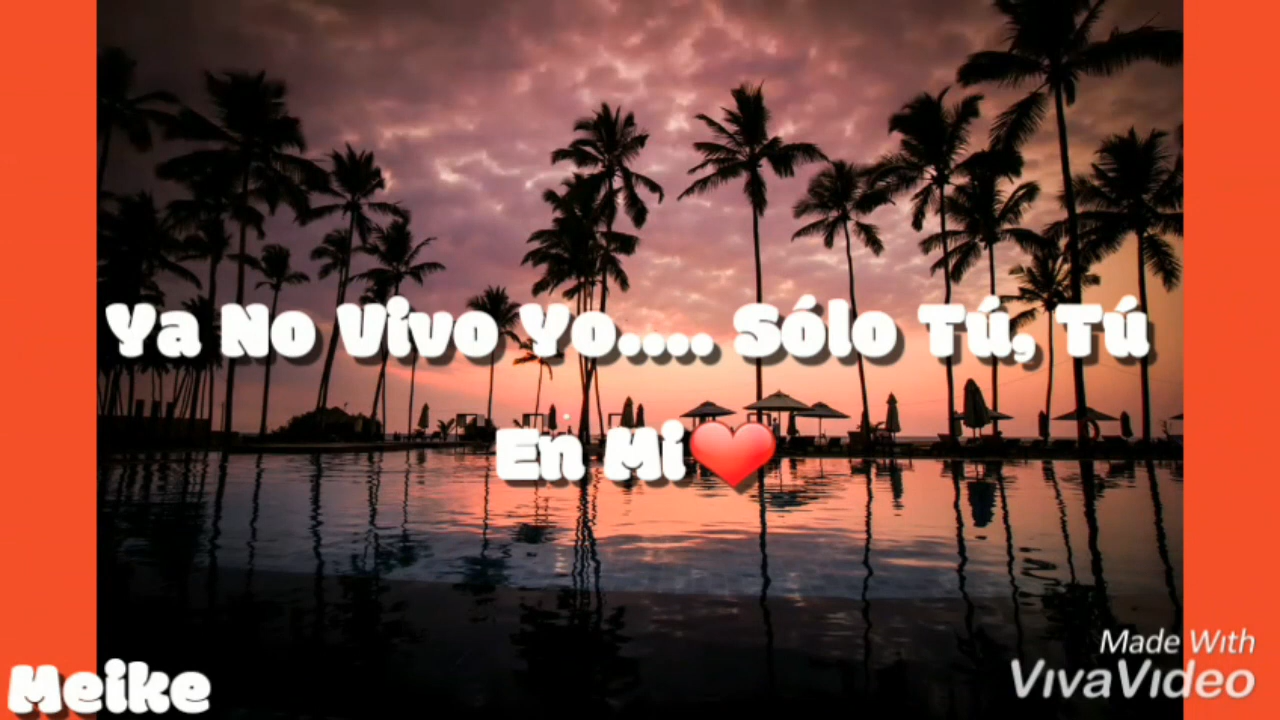 Ya No Vivo Yo.... Sólo Tú, Tú
En Mi❤️
Meike
Made With
VivaVideo